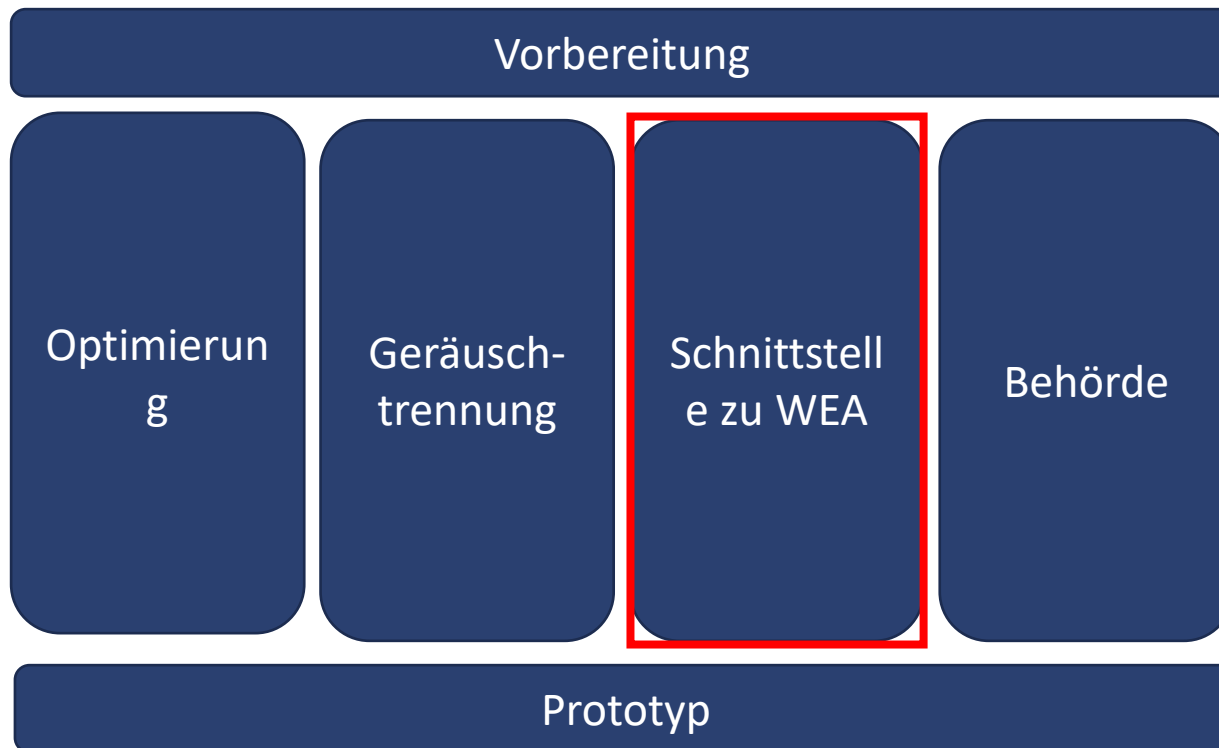 Vorbereitung
Optimierun
g
Geräusch-
trennung
Schnittstell
e zu WEA
Behörde
Prototyp